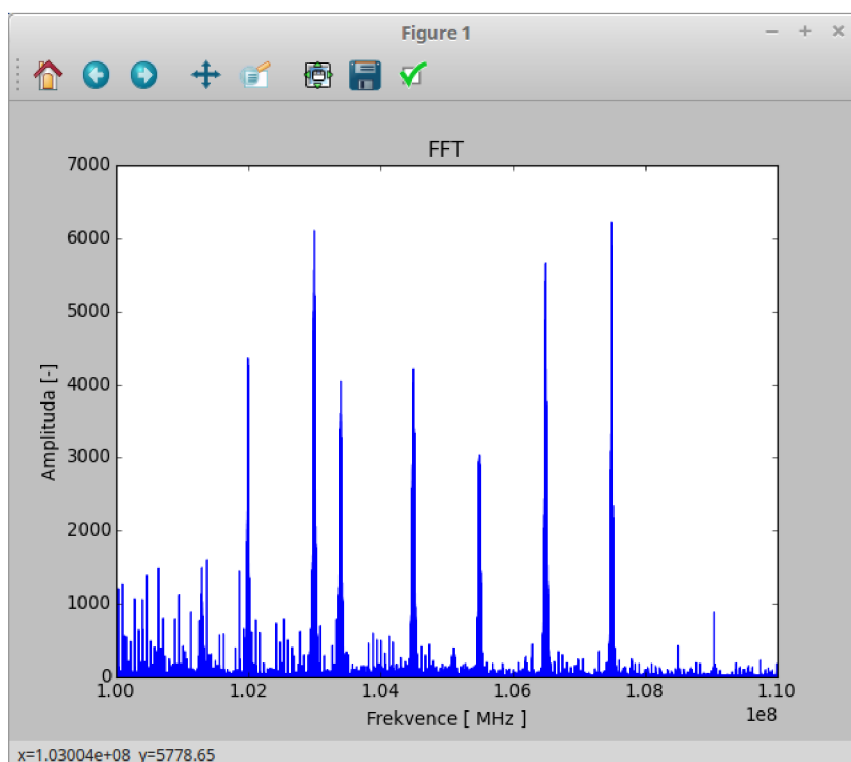 Figure 1
FFT
7000
6000
5000
4000
3000
2000
1000
0
Amplituda [-]
1.00 1.02 1.04 1.06 1.08 1.10
1e8
Frekvence [ MHz ]
x=1.03004e+08 y=5778.65